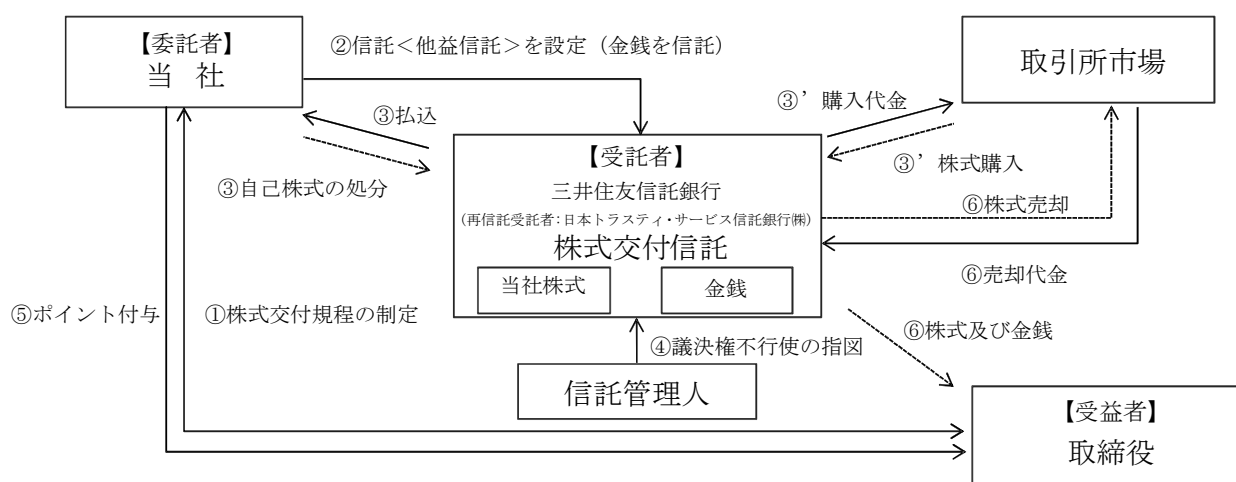 【委託者】
当 社
②信託<他益信託>を設定(金銭を信託)
取引所市場
③払込
③自己株式の処分
【受託者】
三井住友信託銀行
(再信託受託者:日本トラスティ・サービス信託銀行㈱)
株式交付信託
当社株式
金銭
③’購入代金
③’株式購入
⑥株式売却
⑥売却代金
⑤ポイント付与
①株式交付規程の制定
④議決権不行使の指図
⑥株式及び金銭
信託管理人
【受益者】
取締役